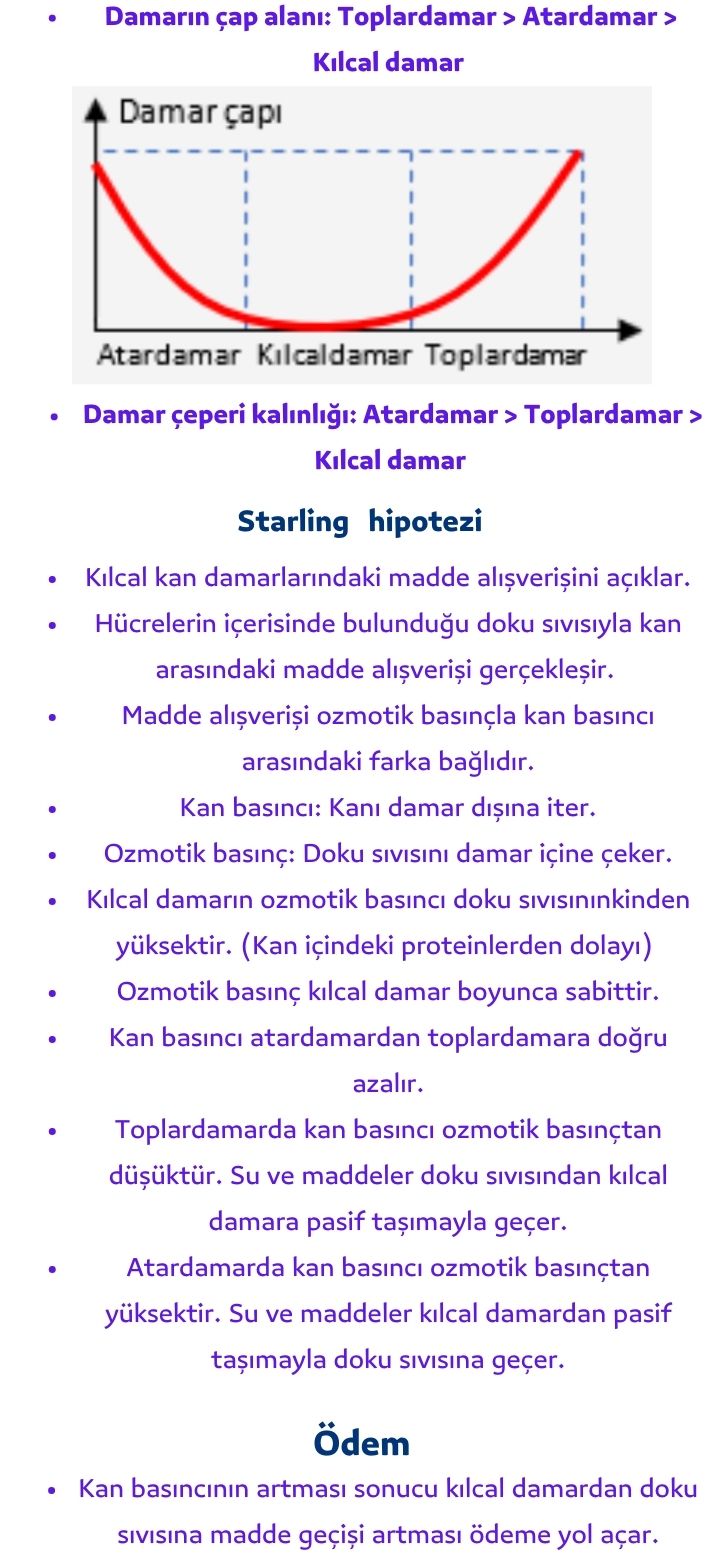 • Damarın çap alanı: Toplardamar > Atardamar >
Kılcal damar
Damar çapı
Atardamar Kılcaldamar Toplardamar
• Damar çeperi kalınlığı: Atardamar > Toplardamar >
Kılcal damar
Starling hipotezi
• Kılcal kan damarlarındaki madde alışverişini açıklar.
• Hücrelerin içerisinde bulunduğu doku sıvısıyla kan
arasındaki madde alışverişi gerçekleşir.
• Madde alışverişi ozmotik basınçla kan basıncı
arasındaki farka bağlıdır.
• Kan basıncı: Kanı damar dışına iter.
• Ozmotik basınç: Doku sıvısını damar içine çeker.
• Kılcal damarın ozmotik basıncı doku sıvısınınkinden
yüksektir. (Kan içindeki proteinlerden dolayı)
• Ozmotik basınç kılcal damar boyunca sabittir.
• Kan basıncı atardamardan toplardamara doğru
azalır.
• Toplardamarda kan basıncı ozmotik basınçtan
düşüktür. Su ve maddeler doku sıvısından kılcal
damara pasif taşımayla geçer.
• Atardamarda kan basıncı ozmotik basınçtan
yüksektir. Su ve maddeler kılcal damardan pasif
taşımayla doku sıvısına geçer.
Ödem
• Kan basıncının artması sonucu kılcal damardan doku
sıvısına madde geçişi artması ödeme yol açar.